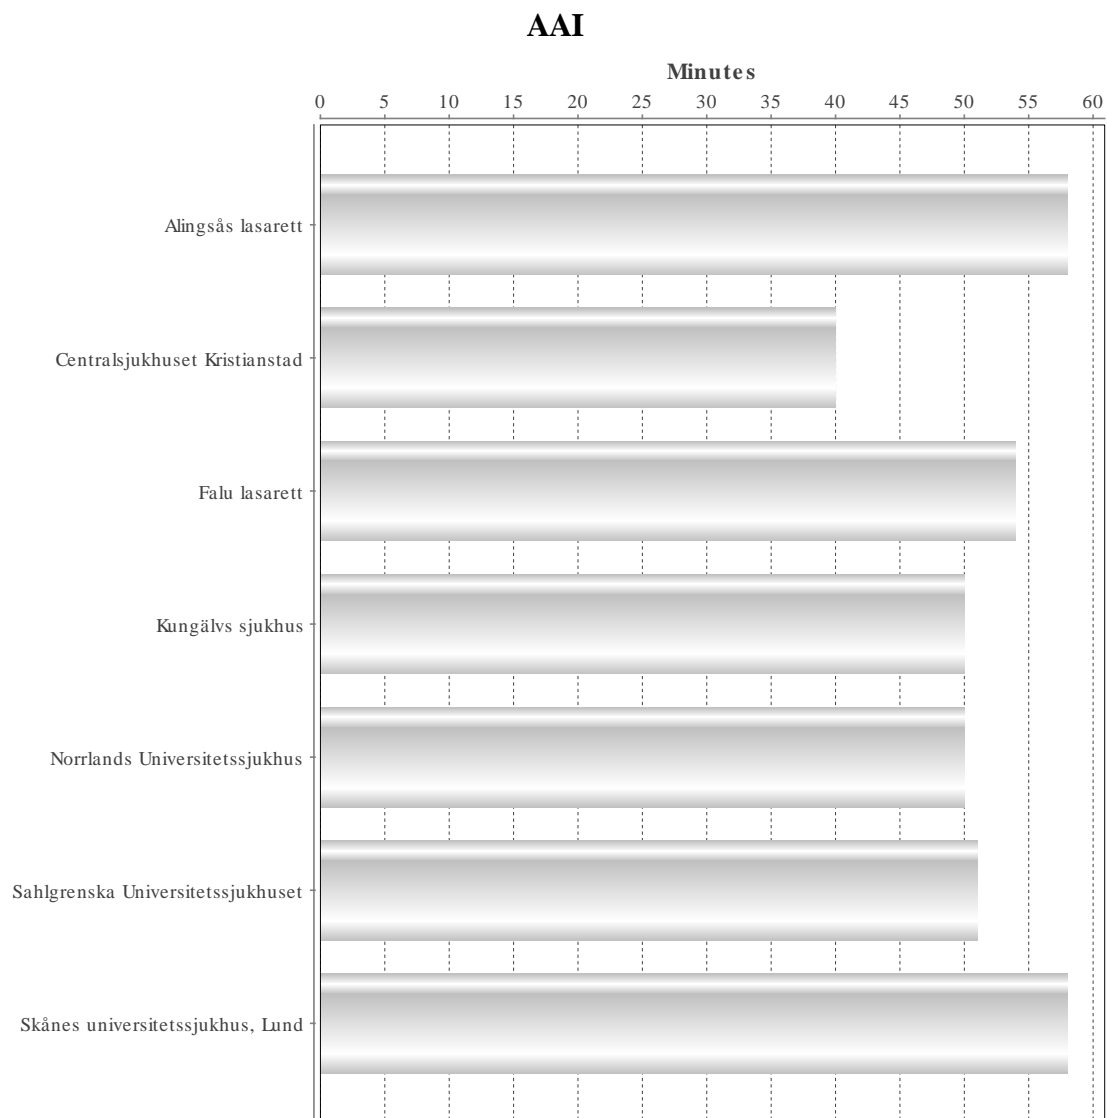 AAI
Minutes
0 5 10 15 20 25 30 35 40 45 50 55 60
Alingsås lasarett
Centralsjukhuset Kristianstad
Falu lasarett
Kungälvs sjukhus
Norrlands Universitetssjukhus
Sahlgrenska Universitetssjukhuset
Skånes universitetssjukhus, Lund